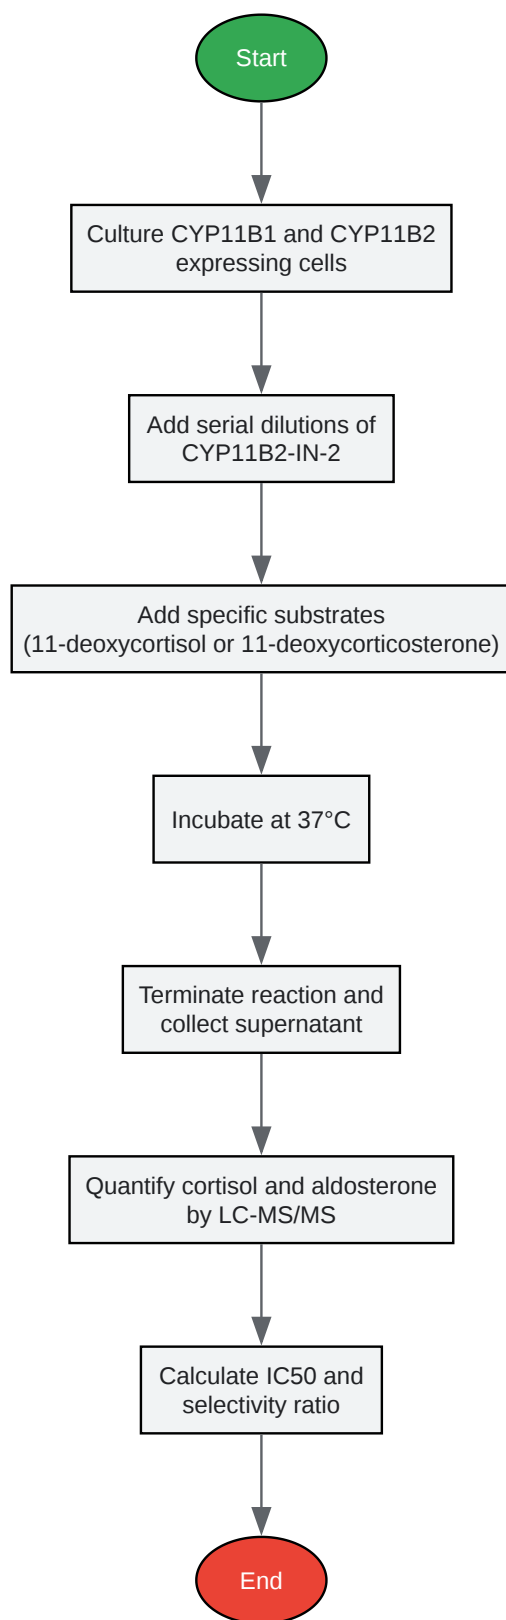 Start
Culture CYP11B1 and CYP11B2
expressing cells
Add serial dilutions of
CYP11B2-IN-2
Add specific substrates
(11-deoxycortisol or 11-deoxycorticosterone)
Incubate at 37°C
Terminate reaction and
collect supernatant
Quantify cortisol and aldosterone
by LC-MS/MS
Calculate IC50 and
selectivity ratio
End